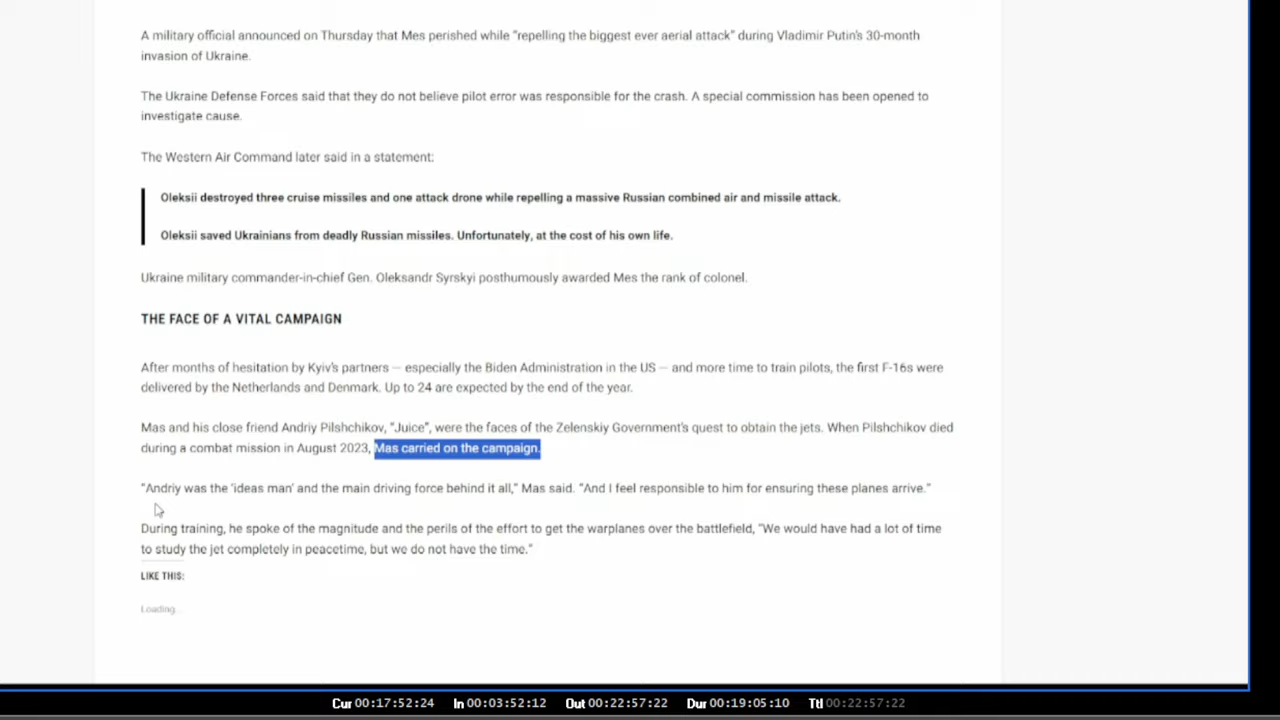 A military official announced on Thursday that Mes perished while “repelling the biggest ever aerial attack” during Vladimir Putin's 30-month
invasion of Ukraine.
The Ukraine Defense Forces said that they do not believe pilot error was responsible for the crash. A special commission has been opened to
investigate cause.
The Western Air Command later said in a statement:
Oleksii destroyed three cruise missiles and one attack drone while repelling a massive Russian combined air and missile attack.
Oleksii saved Ukrainians from deadly Russian missiles. Unfortunately, at the cost of his own life.
Ukraine military commander-in-chief Gen. Oleksandr Syrskyi posthumously awarded Mes the rank of colonel.
THE FACE OF A VITAL CAMPAIGN
After months of hesitation by Kyiv's partners — especially the Biden Administration in the US — and more time to train pilots, the first F-16s were
delivered by the Netherlands and Denmark. Up to 24 are expected by the end of the year.
Mas and his close friend Andriy Pilshchikov, “Juice”, were the faces of the Zelenskiy Government's quest to obtain the jets. When Pilshchikov died
during a combat mission in August 2023, Mas carried on the campaign.
“Andriy was the ‘ideas man’ and the main driving force behind it all,” Mas said. “And I feel responsible to him for ensuring these planes arrive.”
During training, he spoke of the magnitude and the perils of the effort to get the warplanes over the battlefield, “We would have had a lot of time
to study the jet completely in peacetime, but we do not have the time.”
LIKE THIS:
Loading...
Cur 00:17:52:24 In 00:03:52:12 Out 00:22:57:22 Dur 00:19:05:10 Ttl 00:22:57:22